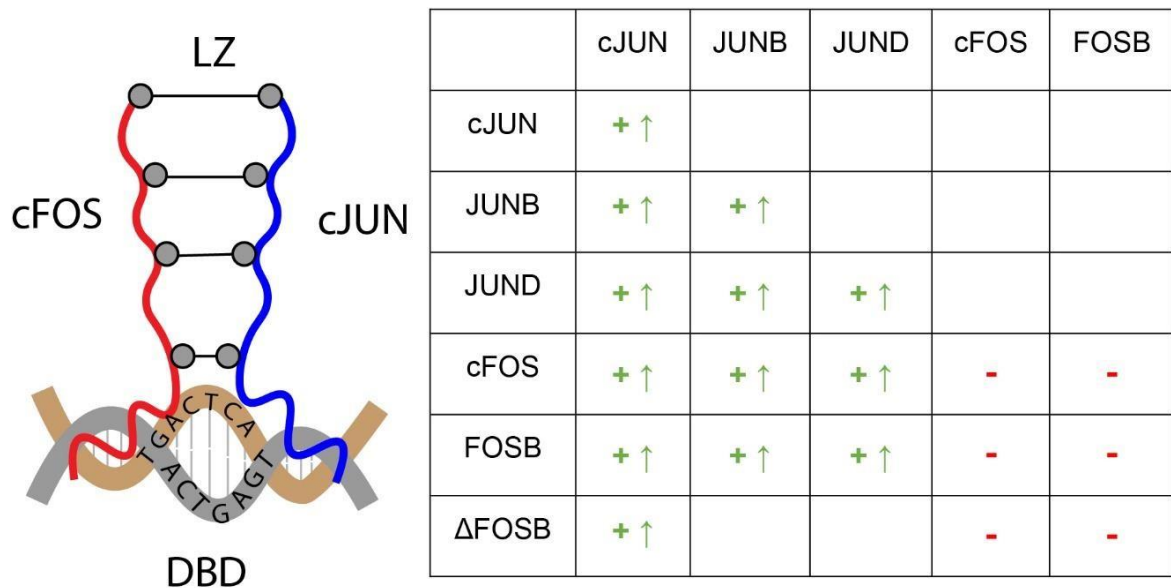 LZ
cFOS
cJUN
TGACTCA
ACTGAGT
DBD
cJUN JUNB JUND cFOS FOSB
cJUN + ↑
JUNB + ↑ + ↑
JUND + ↑ + ↑ + ↑
cFOS + ↑ + ↑ + ↑ - -
FOSB + ↑ + ↑ + ↑ - -
ΔFOSB + ↑ - -